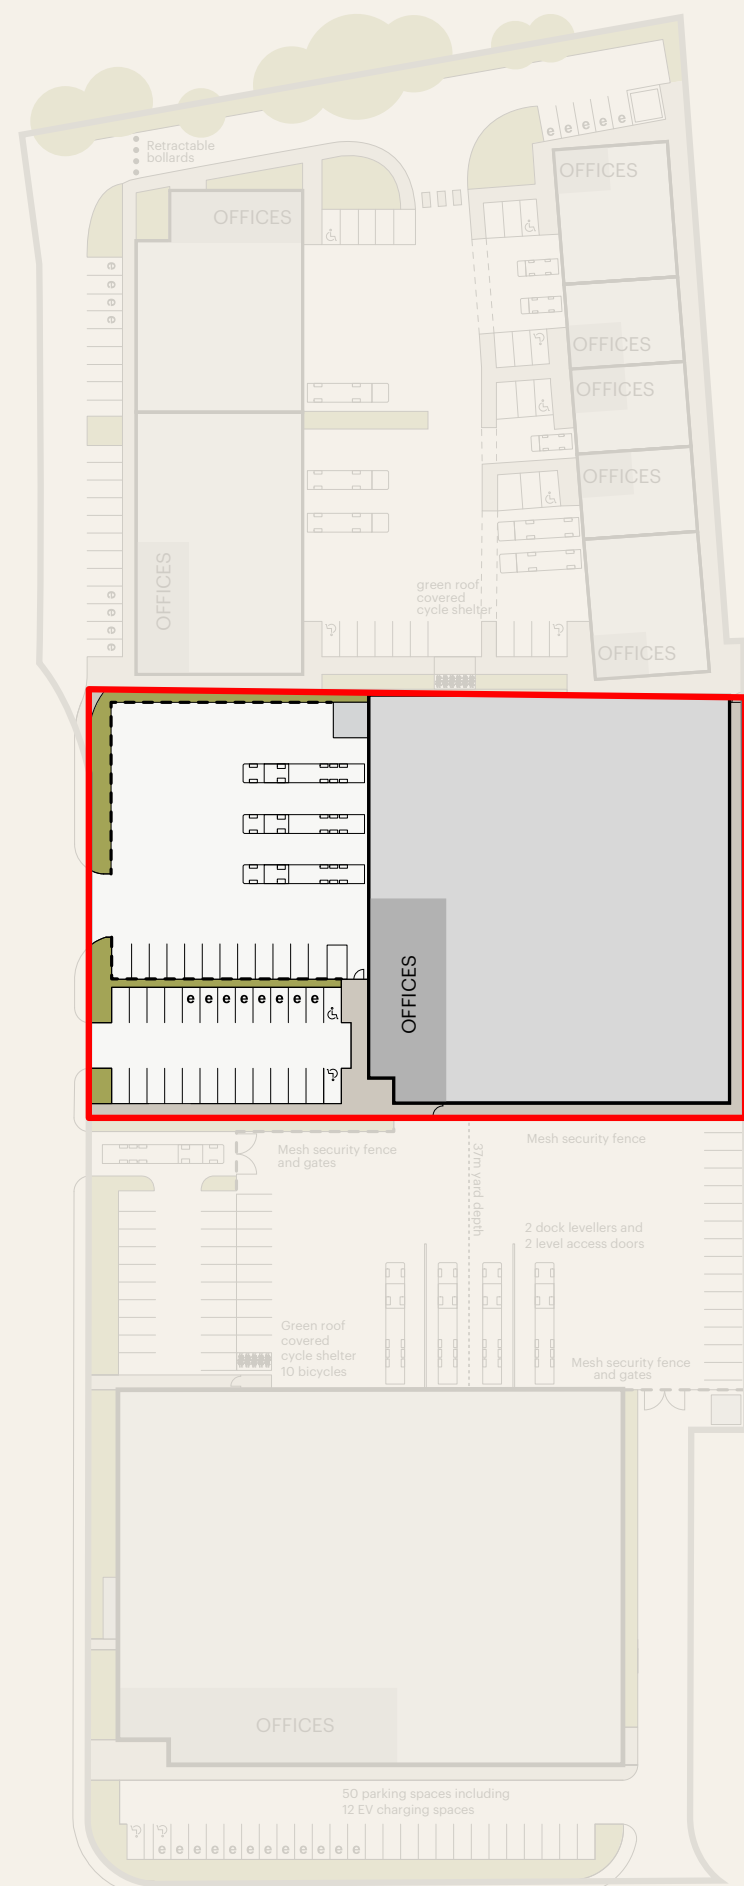 Retractable
bollards
OFFICES
OFFICES
e
e
e
e
e
e
e
e
e
OFFICES
OFFICES
OFFICES
OFFICES
OFFICES
e
e
e
e
green roof
covered
cycle shelter
OFFICES
OFFICES
e e e e e e e e
Mesh security fence
and gates
Mesh security fence
37m yard depth
2 dock levellers and
2 level access doors
Green roof
covered
cycle shelter
10 bicycles
Mesh security fence
and gates
OFFICES
50 parking spaces including
12 EV charging spaces
e e e e e e e e e e e e